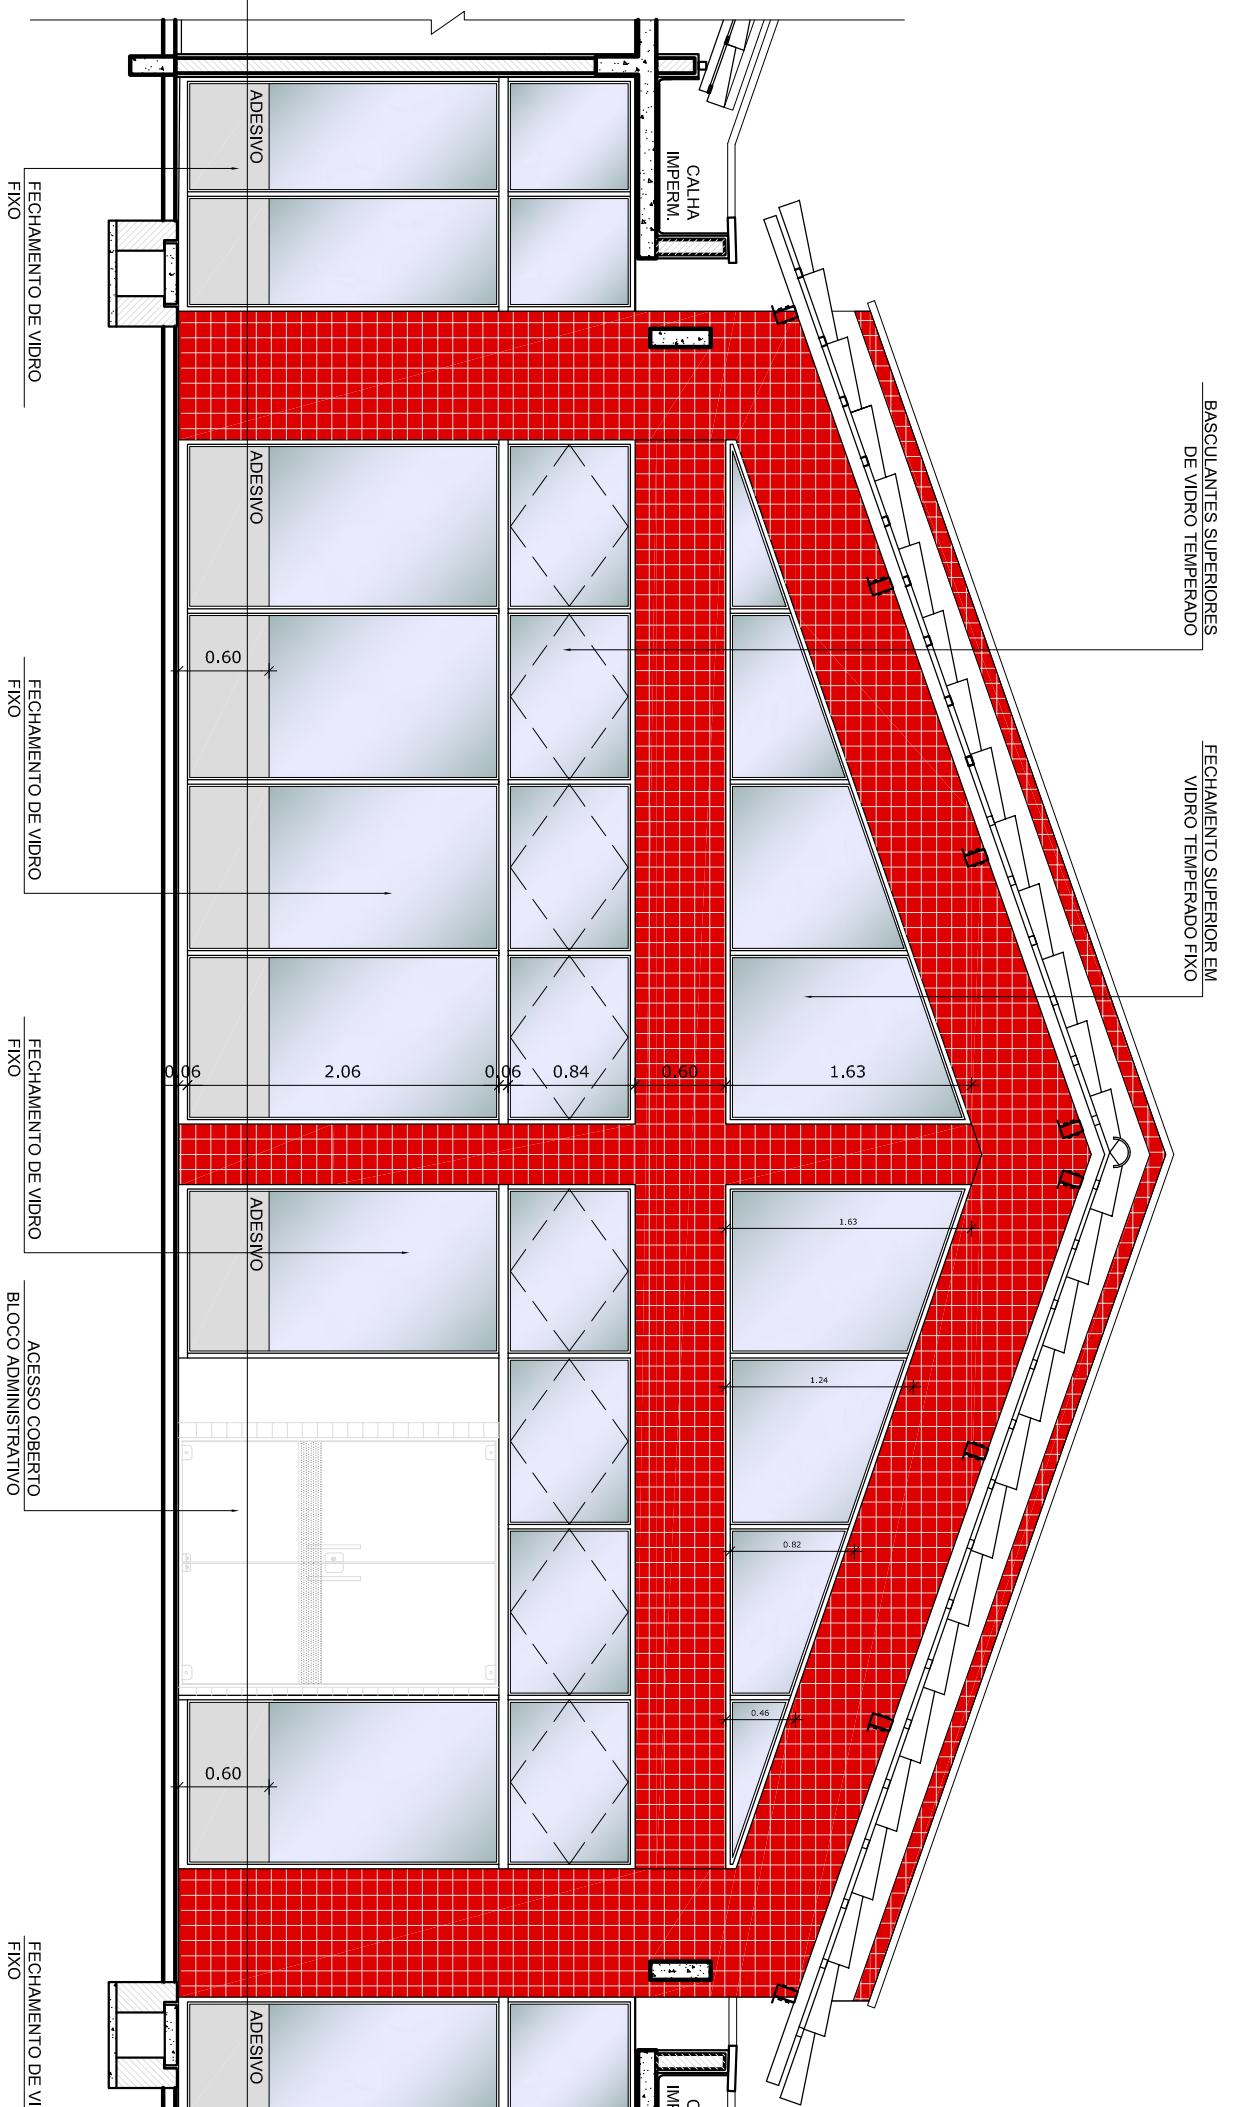 BASCULANTES SUPERIORES
DE VIDRO TEMPERADO
FECHAMENTO SUPERIOR EM
VIDRO TEMPERADO FIXO
CALHA
IMPERM.
1.63
0.60
0.84
0.06
2.06
0.06
1.63
1.24
0.82
0.46
ADESIVO
ADESIVO
0.60
ADESIVO
0.60
ADESIVO
FECHAMENTO DE VIDRO
FIXO
FECHAMENTO DE VIDRO
FIXO
FECHAMENTO DE VIDRO
FIXO
ACESSO COBERTO
BLOCO ADMINISTRATIVO
FECHAMENTO DE
FIXO